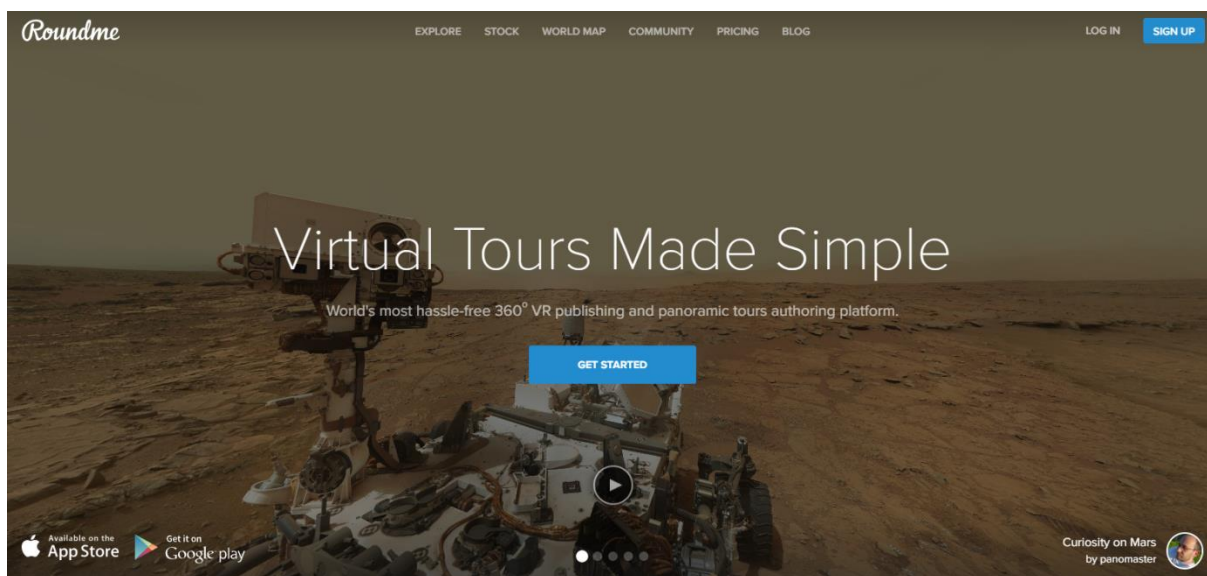 Roundme
EXPLORE STOCK WORLD MAP COMMUNITY PRICING BLOG
LOG IN
SIGN UP
Virtual Tours Made Simple
World's most hassle-free 360° VR publishing and panoramic tours authoring platform.
GET STARTED
Available on the
App Store
Get it on
Google play
Curiosity on Mars
by panomaster